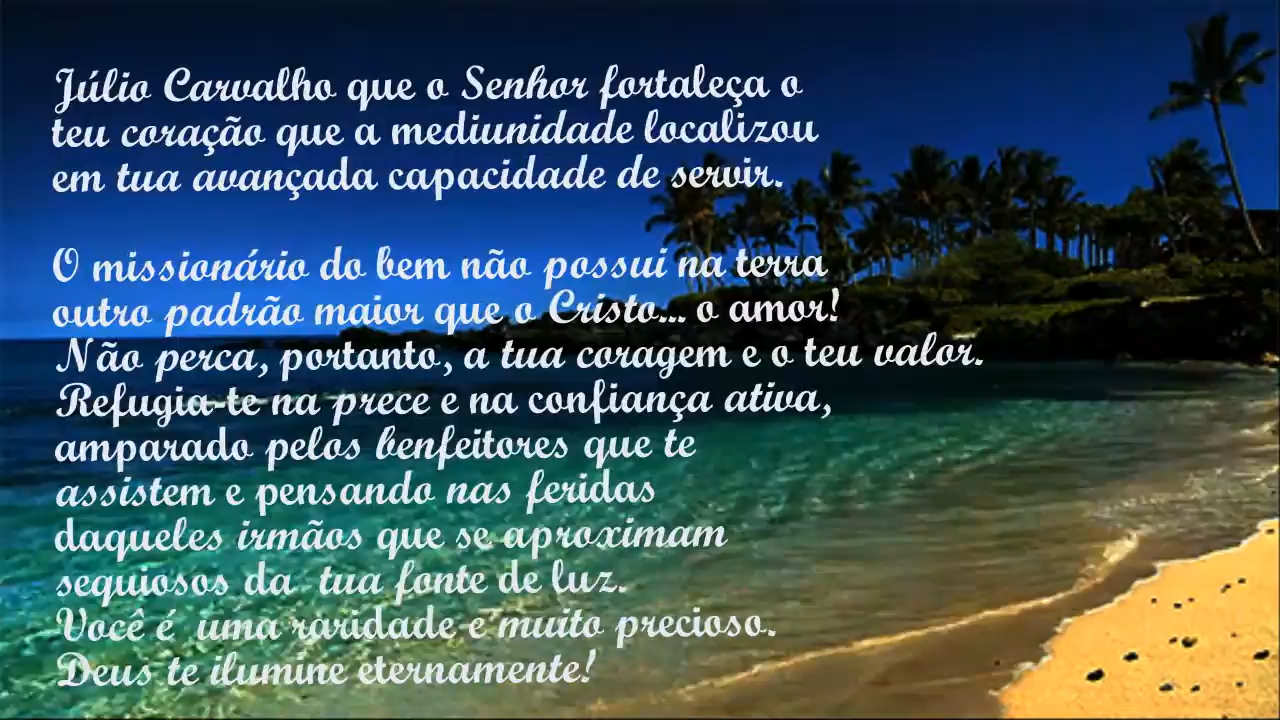 Júlio Carvalho que o Senhor fortaleça o
teu coração que a mediunidade localizou
em tua avançada capacidade de servir.
O missionário do bem não possui na terra
outro padrão maior que o Cristo... o amor!
Não perca, portanto, a tua coragem e o teu valor.
Refugia-te na prece e na confiança ativa,
amparado pelos benfeitores que te
assistem e pensando nas feridas
daqueles irmãos que se aproximam
sequiosos da tua fonte de luz.
Você é uma raridade e muito precioso.
Deus te ilumine eternamente!